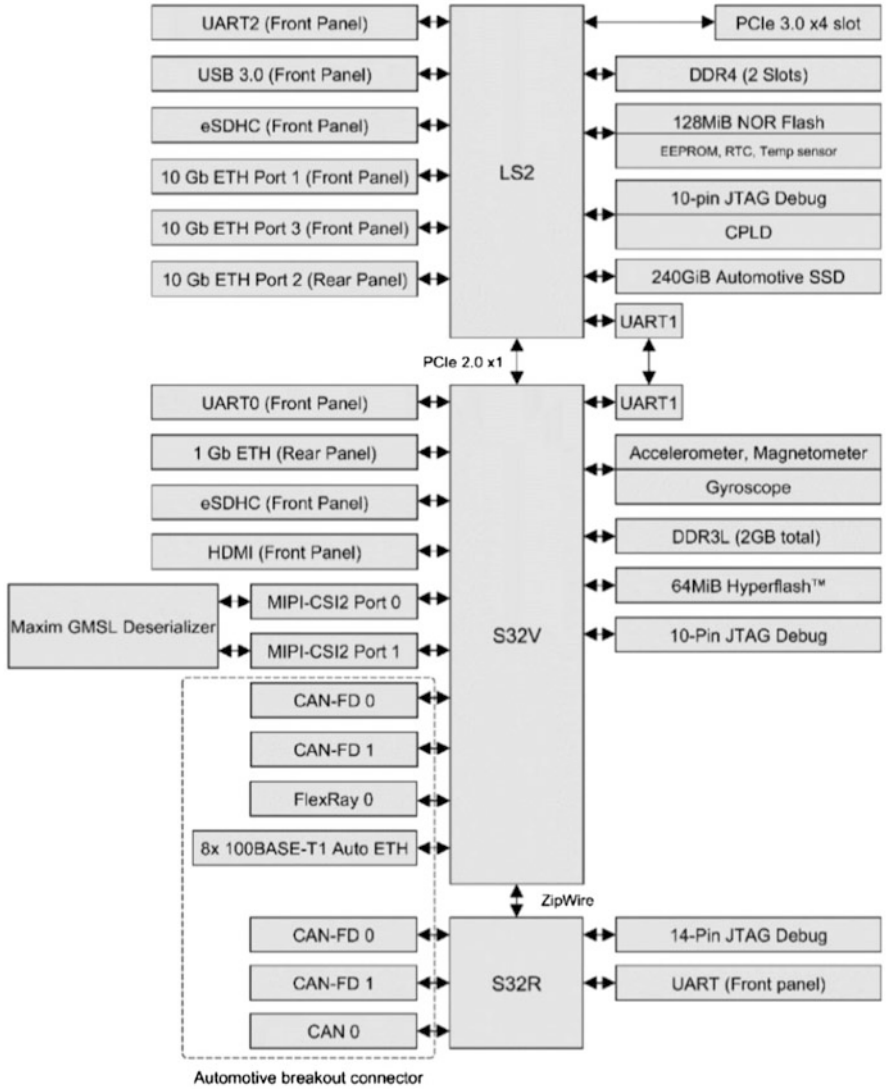 UART2 (Front Panel)
PCIe 3.0 x4 slot
USB 3.0 (Front Panel)
DDR4 (2 Slots)
eSDHC (Front Panel)
128MiB NOR Flash
EEPROM, RTC, Temp sensor
LS2
10 Gb ETH Port 1 (Front Panel)
10-pin JTAG Debug
10 Gb ETH Port 3 (Front Panel)
CPLD
10 Gb ETH Port 2 (Rear Panel)
240GiB Automotive SSD
UART1
PCIe 2.0 x1
UART0 (Front Panel)
UART1
1 Gb ETH (Rear Panel)
Accelerometer, Magnetometer
Gyroscope
eSDHC (Front Panel)
DDR3L (2GB total)
HDMI (Front Panel)
64MiB Hyperflash™
MIPI-CSI2 Port 0
Maxim GMSL Deserializer
S32V
10-Pin JTAG Debug
MIPI-CSI2 Port 1
CAN-FD 0
CAN-FD 1
FlexRay 0
8x 100BASE-T1 Auto ETH
ZipWire
CAN-FD 0
14-Pin JTAG Debug
CAN-FD 1
S32R
UART (Front panel)
CAN 0
Automotive breakout connector